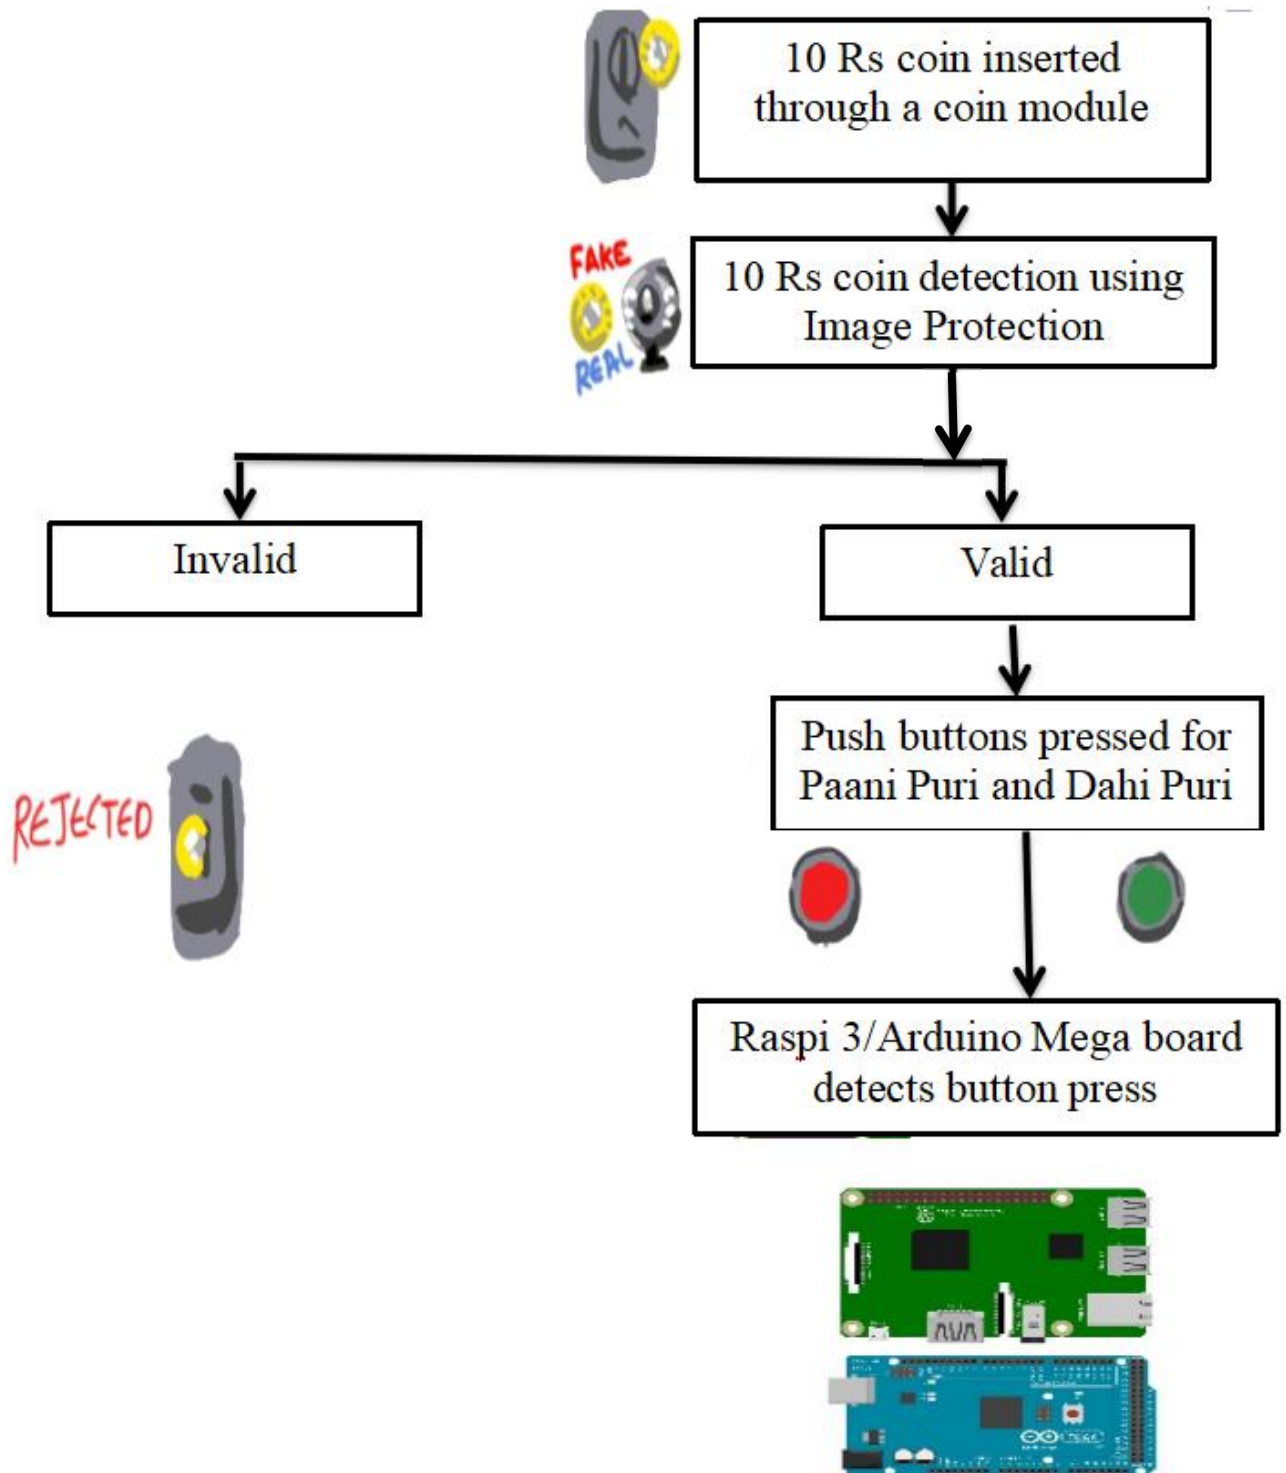 10 Rs coin inserted
through a coin module
FAKE
REAL
10 Rs coin detection using
Image Protection
Invalid
Valid
Push buttons pressed for
Paani Puri and Dahi Puri
REJECTED
Raspi 3/Arduino Mega board
detects button press